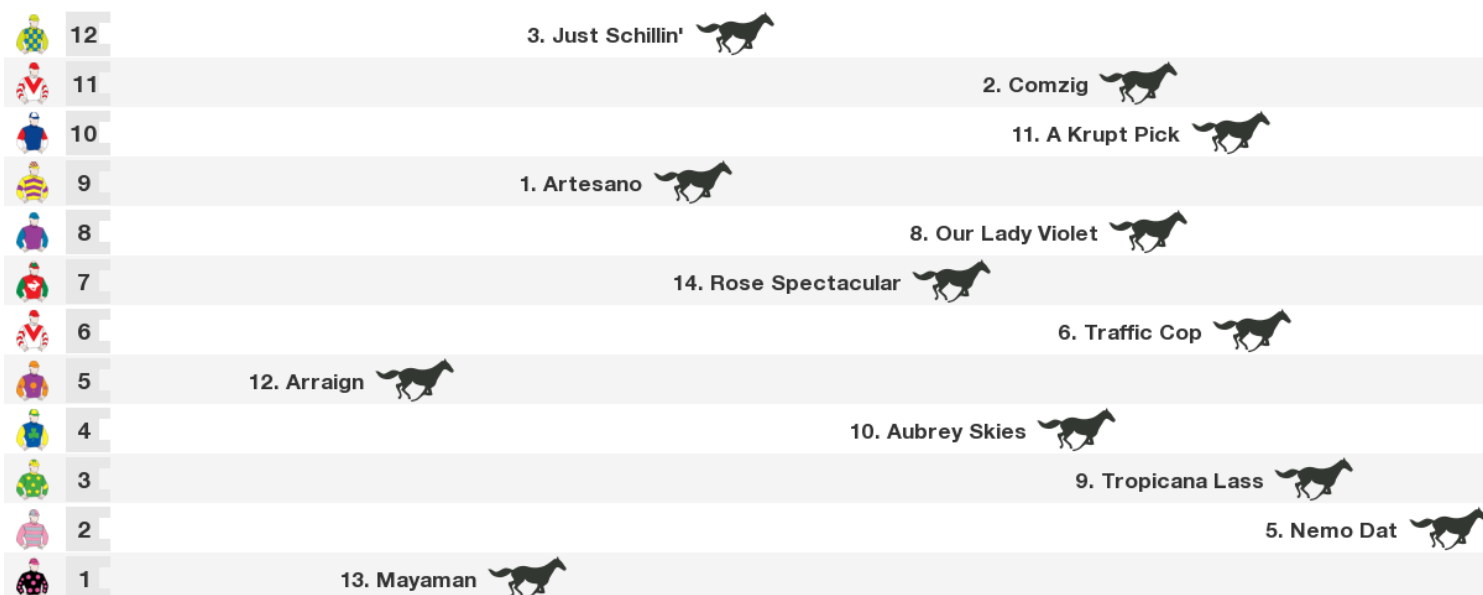 12 3. Just Schillin'
11 2. Comzig
10 11. A Krupt Pick
9 1. Artesano
8 8. Our Lady Violet
7 14. Rose Spectacular
6 6. Traffic Cop
5 12. Arraign
4 10. Aubrey Skies
3 9. Tropicana Lass
2 5. Nemo Dat
1 13. Mayaman